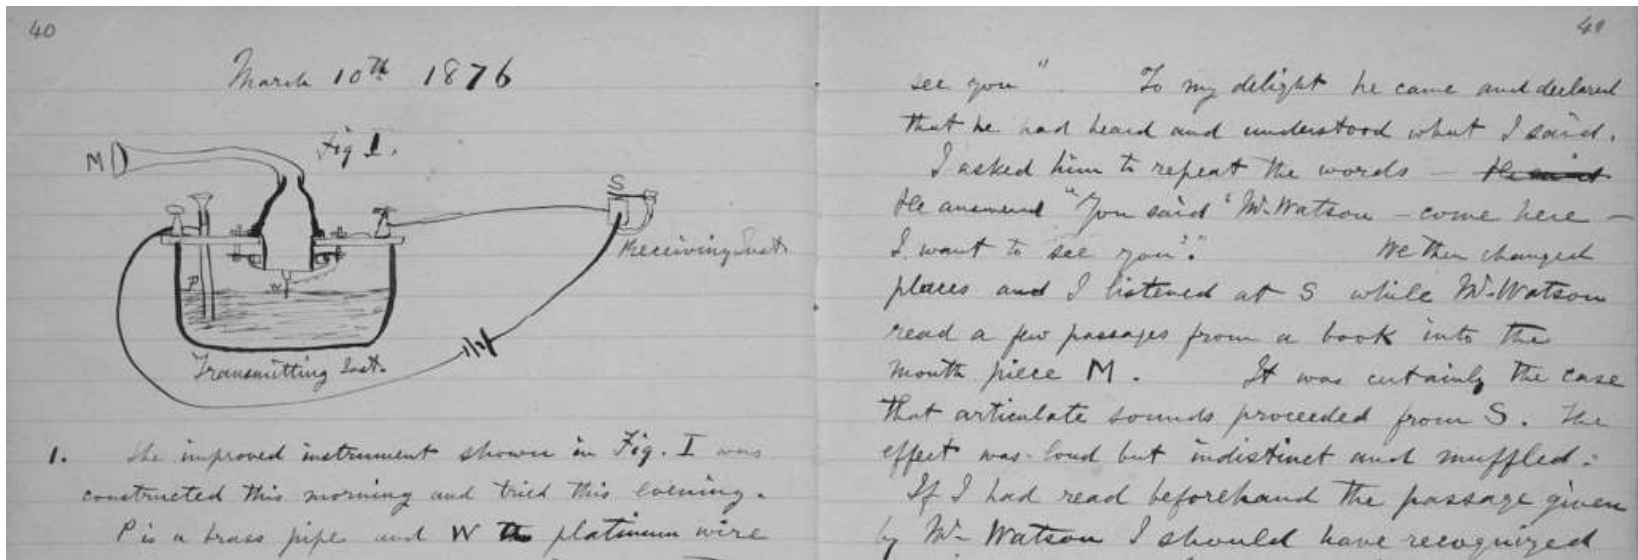 40
March 10th 1876
Fig 1.
M
S
Receiving Inst.
P
W
Transmitting Inst.
1. The improved instrument shown in Fig. I was
constructed this morning and tried this evening.
P is a brass pipe and W the platinum wire
41
see you". To my delight he came and declared
that he had heard and understood what I said.
I asked him to repeat the words — He said
He answered "You said 'Mr. Watson — come here —
I want to see you'." We then changed
places and I listened at S while Mr. Watson
read a few passages from a book into the
mouth piece M. It was certainly the case
that articulate sounds proceeded from S. The
effect was loud but indistinct and muffled.
If I had read beforehand the passage given
by Mr. Watson I should have recognized